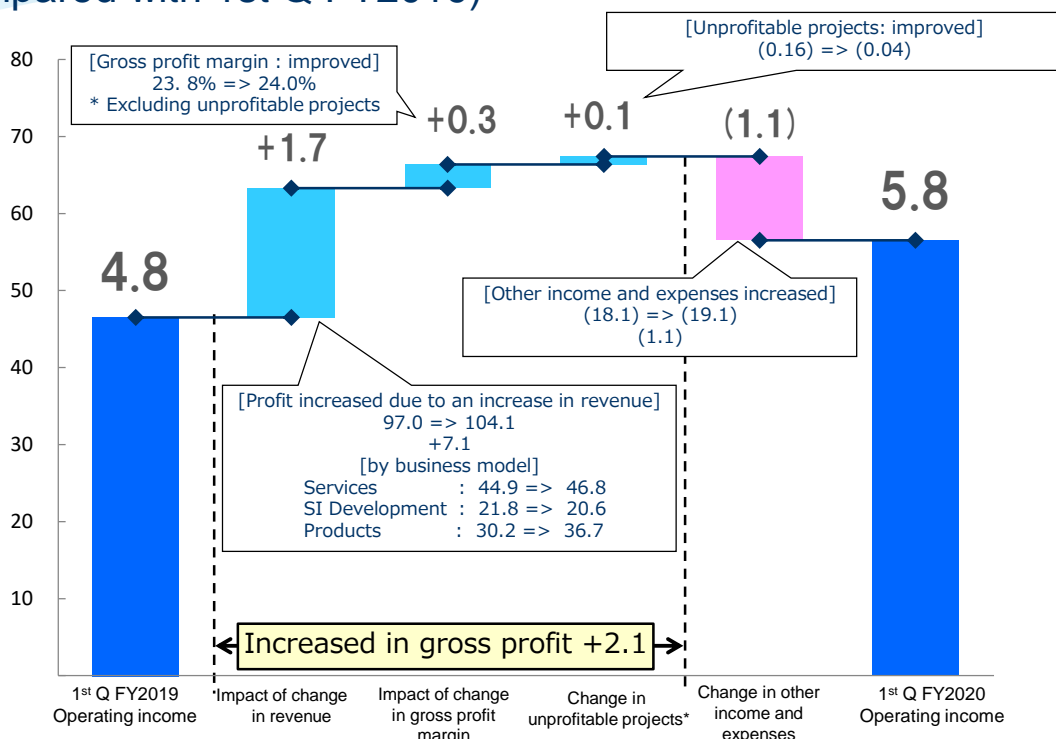 [Unprofitable projects: improved]
(0.16) => (0.04)
[Gross profit margin : improved]
23. 8% => 24.0%
* Excluding unprofitable projects
80
70
60
50
40
30
20
10
4.8
+1.7
+0.3
+0.1
(1.1)
5.8
[Other income and expenses increased]
(18.1) => (19.1)
(1.1)
[Profit increased due to an increase in revenue]
97.0 => 104.1
+7.1
[by business model]
Services : 44.9 => 46.8
SI Development : 21.8 => 20.6
Products : 30.2 => 36.7
Increased in gross profit +2.1
1st Q FY2019
Operating income
Impact of change
in revenue
Impact of change
in gross profit
margin
Change in
unprofitable projects*
Change in other
income and
expenses
1st Q FY2020
Operating income